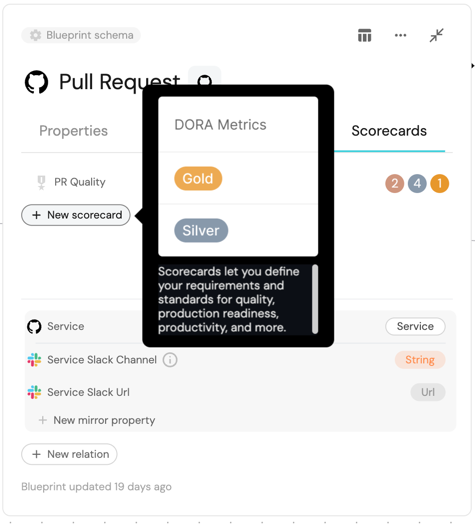 Blueprint schema
Pull Request
Properties
Scorecards
DORA Metrics
Gold
Silver
PR Quality
2 4 1
+ New scorecard
Scorecards let you define
your requirements and
standards for quality,
production readiness,
productivity, and more.
Service
Service
Service Slack Channel
String
Service Slack Url
Url
+ New mirror property
+ New relation
Blueprint updated 19 days ago